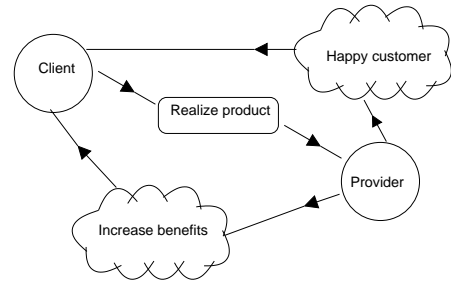 Happy customer
Client
Realize product
Provider
Increase benefits